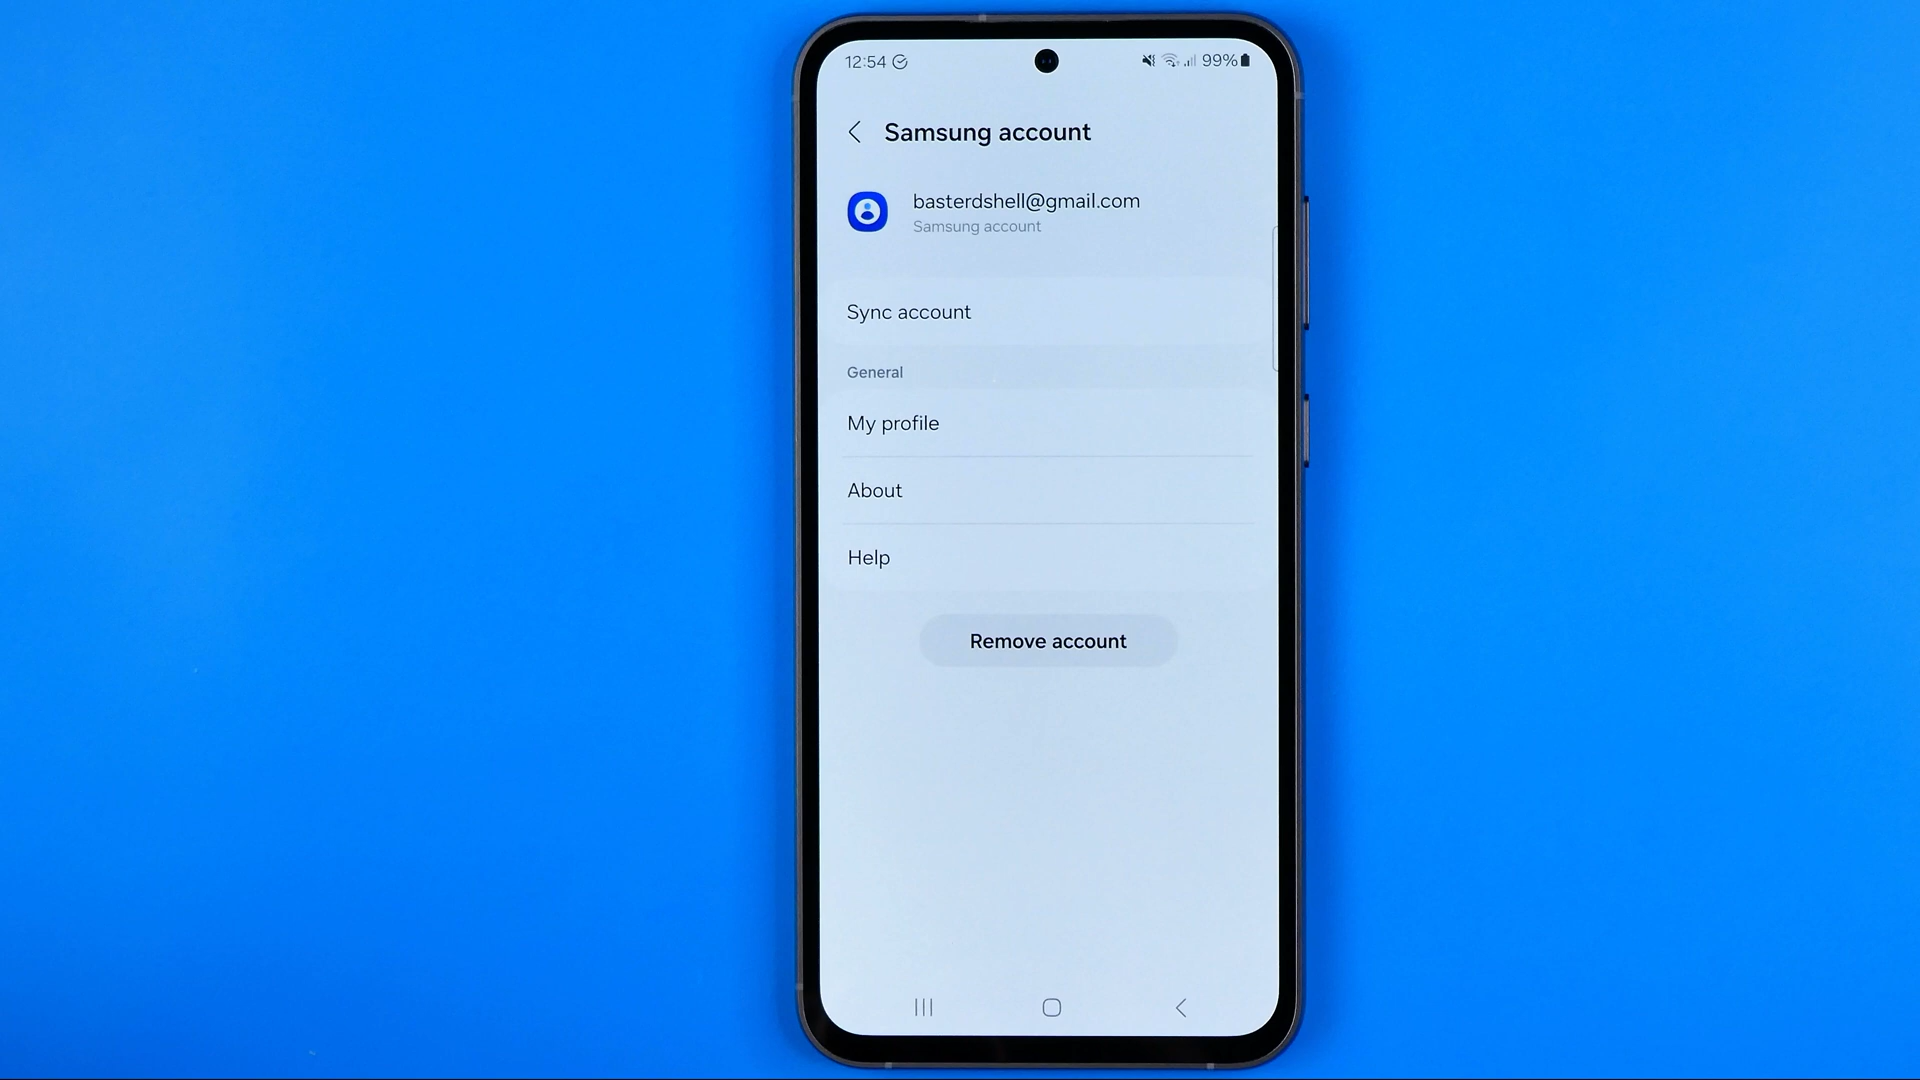 12:54 99%
Samsung account
basterdshell@gmail.com
Samsung account
Sync account
General
My profile
About
Help
Remove account